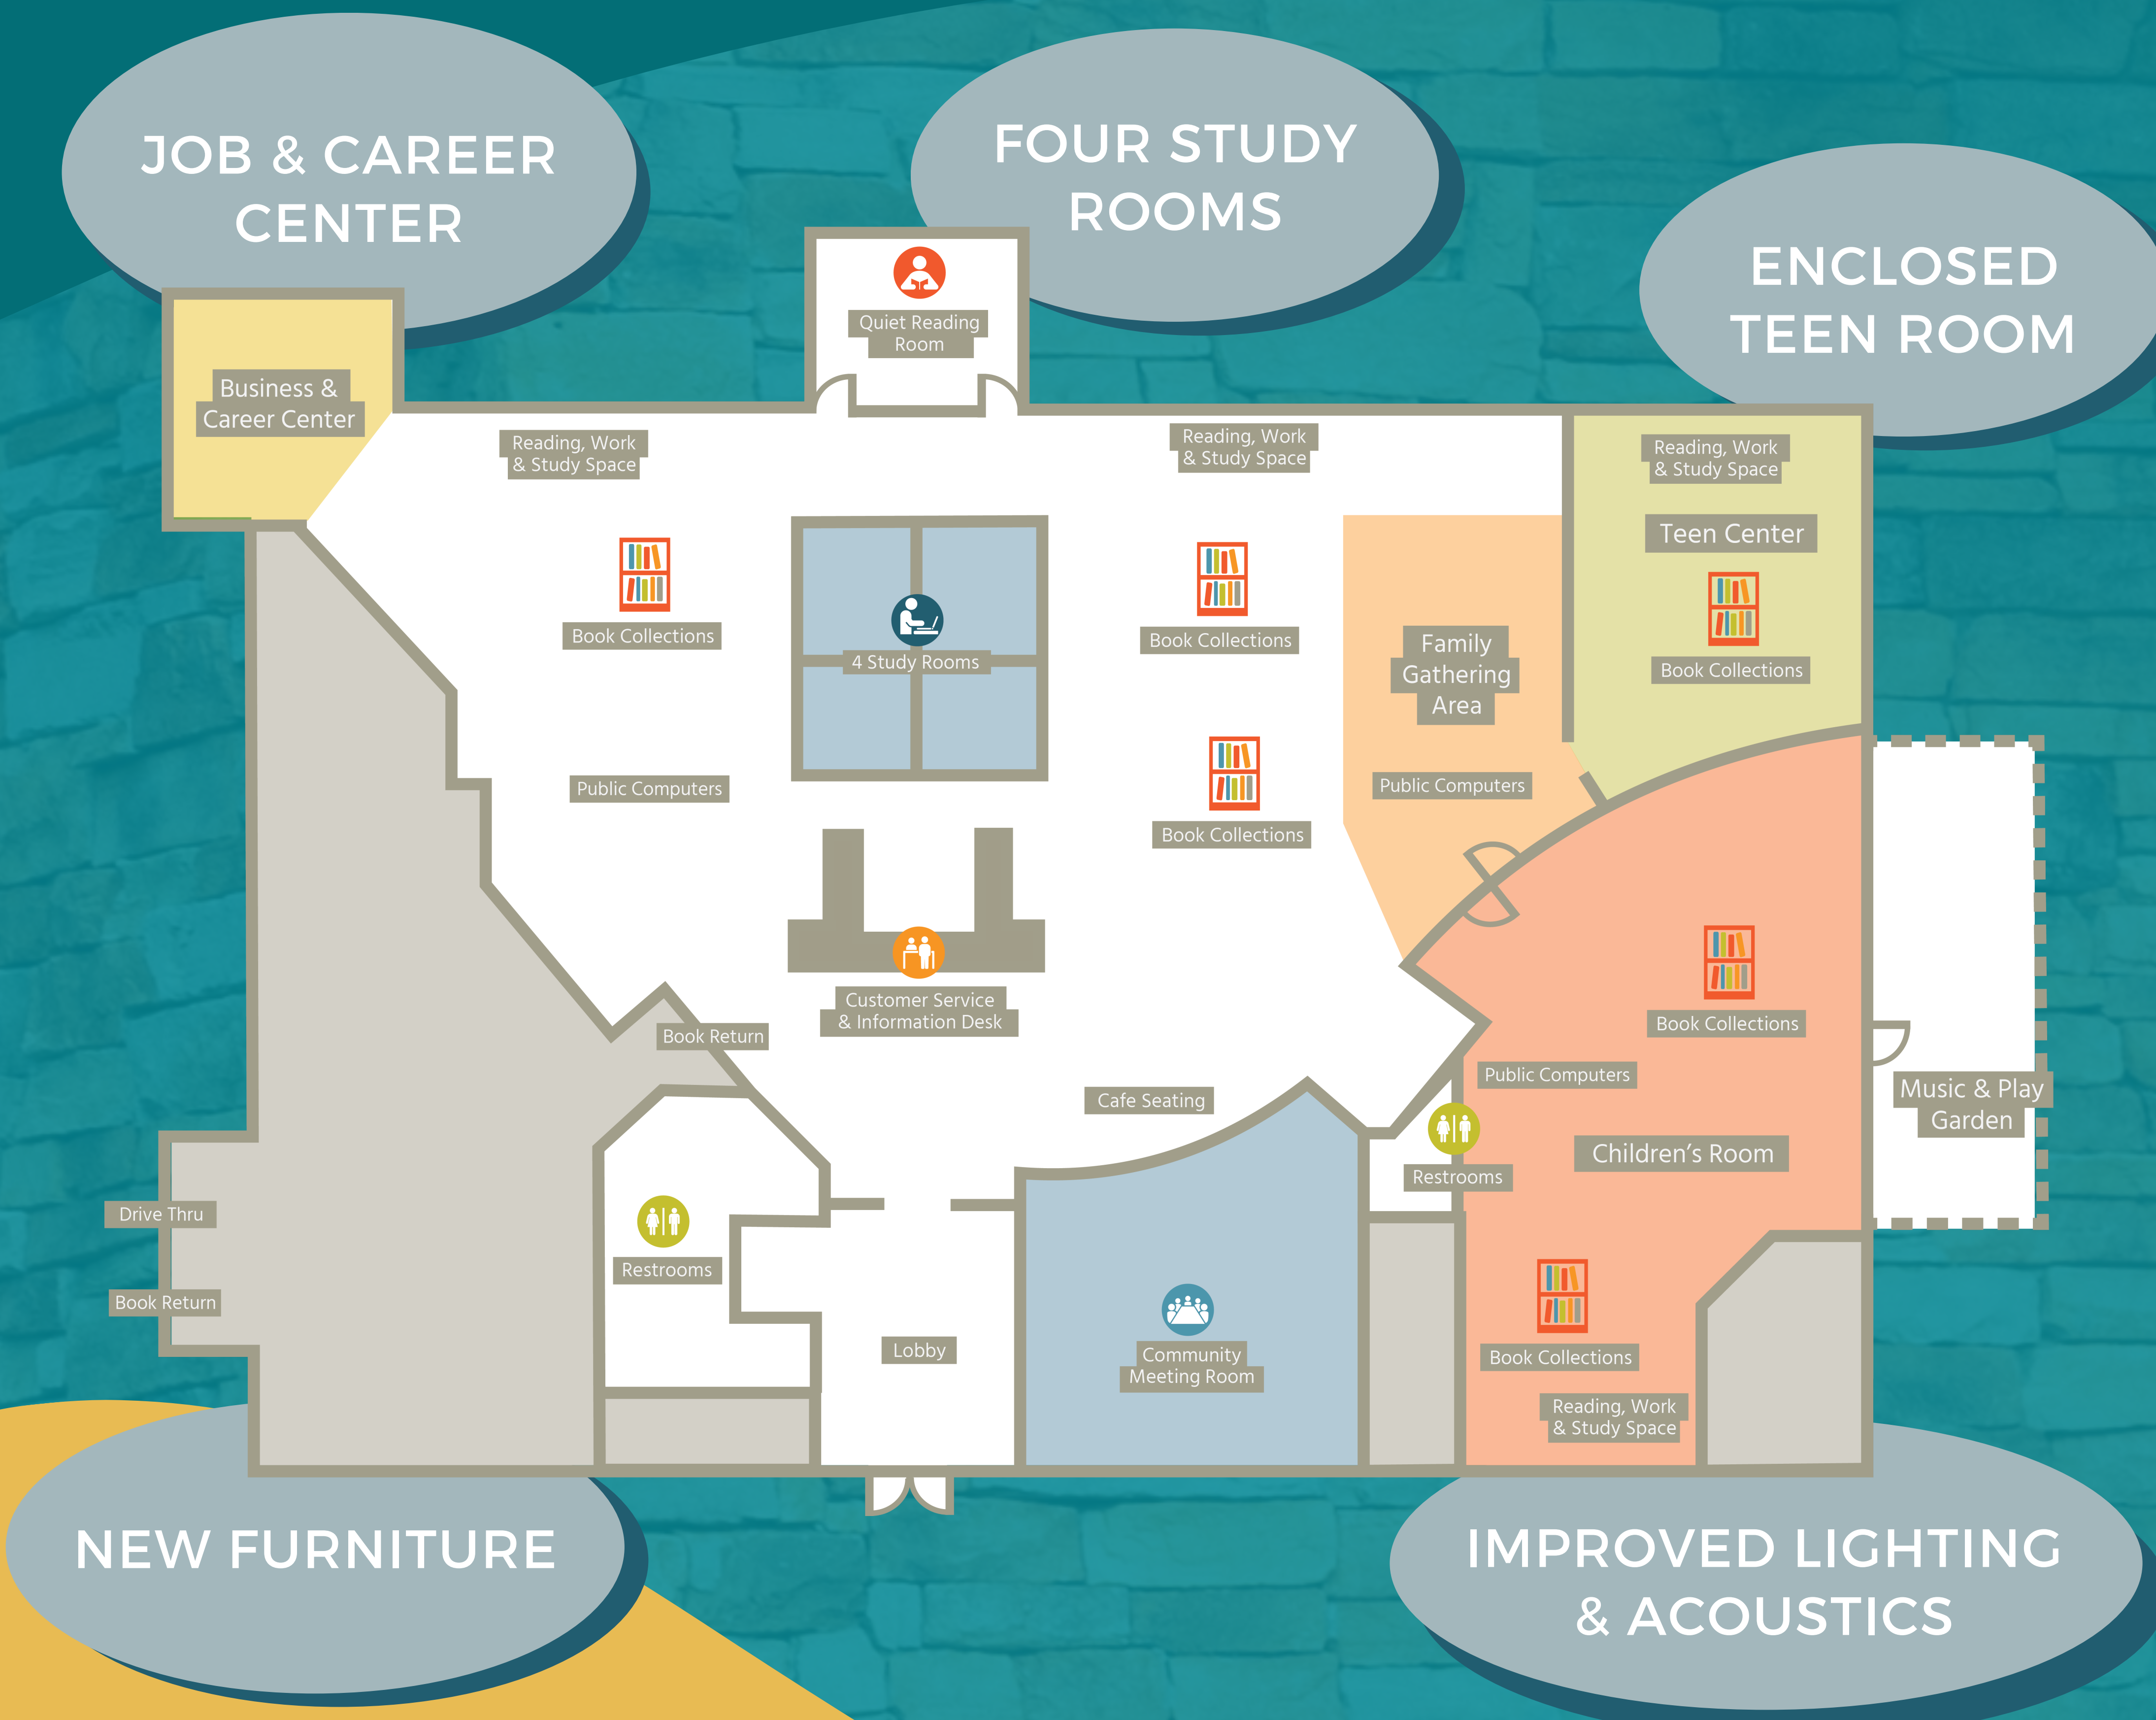 JOB & CAREER
CENTER
FOUR STUDY
ROOMS
ENCLOSED
TEEN ROOM
Quiet Reading
Room
Business &
Career Center
Reading, Work
& Study Space
Reading, Work
& Study Space
Reading, Work
& Study Space
Teen Center
Book Collections
Book Collections
Book Collections
4 Study Rooms
Family
Gathering
Area
Public Computers
Public Computers
Book Collections
Customer Service
& Information Desk
Book Collections
Book Return
Public Computers
Cafe Seating
Music & Play
Garden
Children's Room
Restrooms
Drive Thru
Restrooms
Book Return
Lobby
Community
Meeting Room
Book Collections
Reading, Work
& Study Space
NEW FURNITURE
IMPROVED LIGHTING
& ACOUSTICS